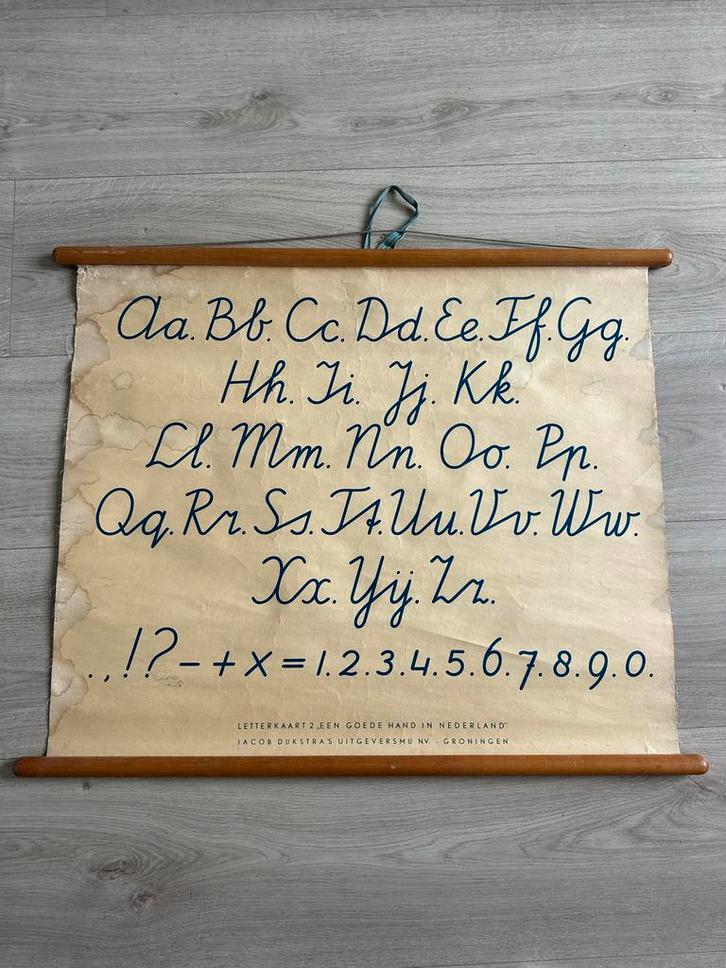 Aa. Bb. Cc. Dd. Ee. Ff. Gg.
Hh. Ii. Jj. Kk.
Ll. Mm. Nn. Oo. Pp.
Qq. Rr. Ss. Tt. Uu. Vv. Ww.
Xx. Yij. Zz.
. , ! ? - + x = 1. 2. 3. 4. 5. 6. 7. 8. 9. 0.
LETTERKAART 2 „EEN GOEDE HAND IN NEDERLAND"
JACOB DIJKSTRA'S UITGEVERSMIJ N.V. - GRONINGEN